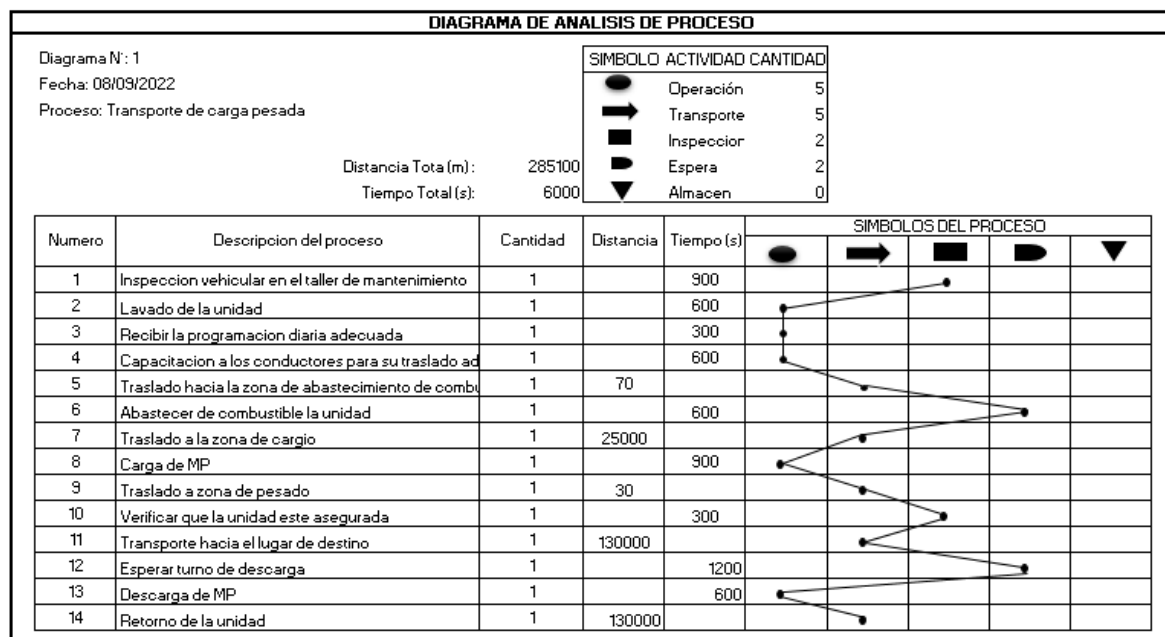 DIAGRAMA DE ANALISIS DE PROCESO
Diagrama N°: 1
Fecha: 08/09/2022
Proceso: Transporte de carga pesada
Distancia Tota (m): 285100
Tiempo Total (s): 6000
SIMBOLO ACTIVIDAD CANTIDAD
Operación 5
Transporte 5
Inspeccior 2
Espera 2
Almacen 0
Numero Descripcion del proceso Cantidad Distancia Tiempo (s) SIMBOLOS DEL PROCESO
1 Inspeccion vehicular en el taller de mantenimiento 1 900
2 Lavado de la unidad 1 600
3 Recibir la programacion diaria adecuada 1 300
4 Capacitacion a los conductores para su traslado ad 1 600
5 Traslado hacia la zona de abastecimiento de combu 1 70
6 Abastecer de combustible la unidad 1 600
7 Traslado a la zona de cargio 1 25000
8 Carga de MP 1 900
9 Traslado a zona de pesado 1 30
10 Verificar que la unidad este asegurada 1 300
11 Transporte hacia el lugar de destino 1 130000
12 Esperar turno de descarga 1 1200
13 Descarga de MP 1 600
14 Retorno de la unidad 1 130000